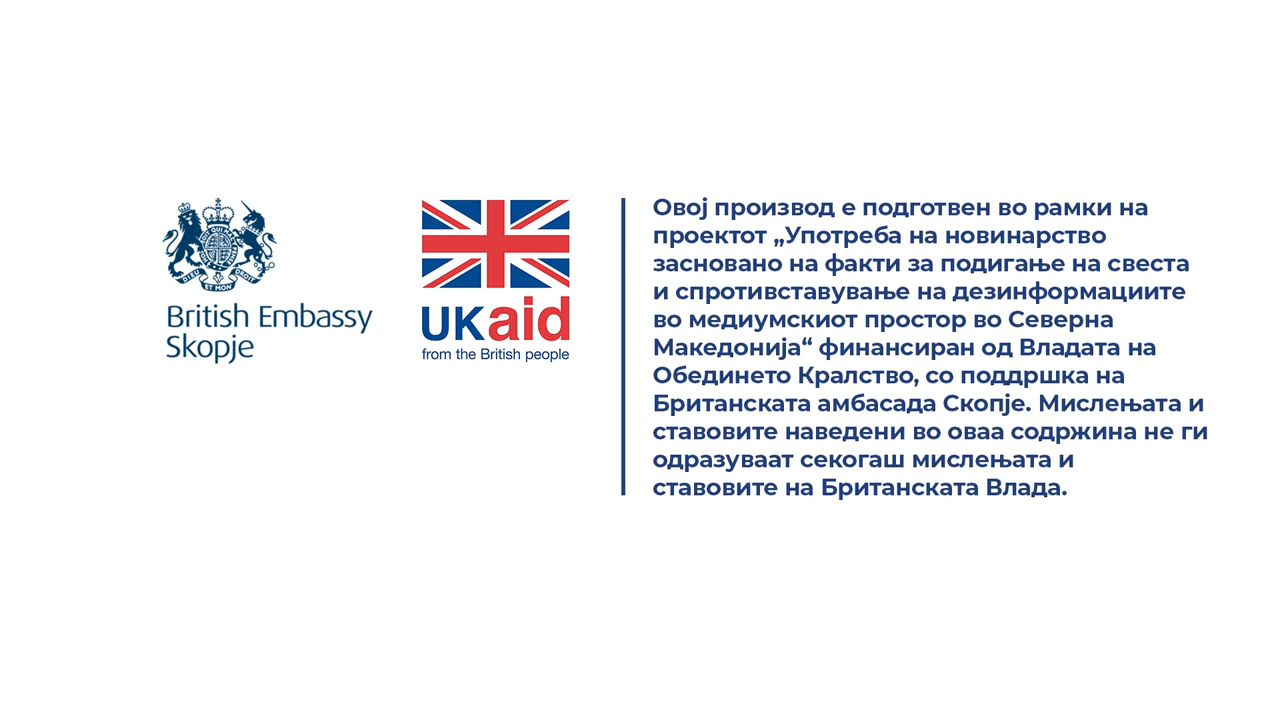 British Embassy
Skopje
UKaid
from the British people
Овој производ е подготвен во рамки на
проектот „Употреба на новинарство
засновано на факти за подигање на свеста
и спротивставување на дезинформациите
во медиумскиот простор во Северна
Македонија“ финансиран од Владата на
Обединето Кралство, со поддршка на
Британската амбасада Скопје. Мислењата и
ставовите наведени во оваа содржина не ги
одразуваат секогаш мислењата и
ставовите на Британската Влада.